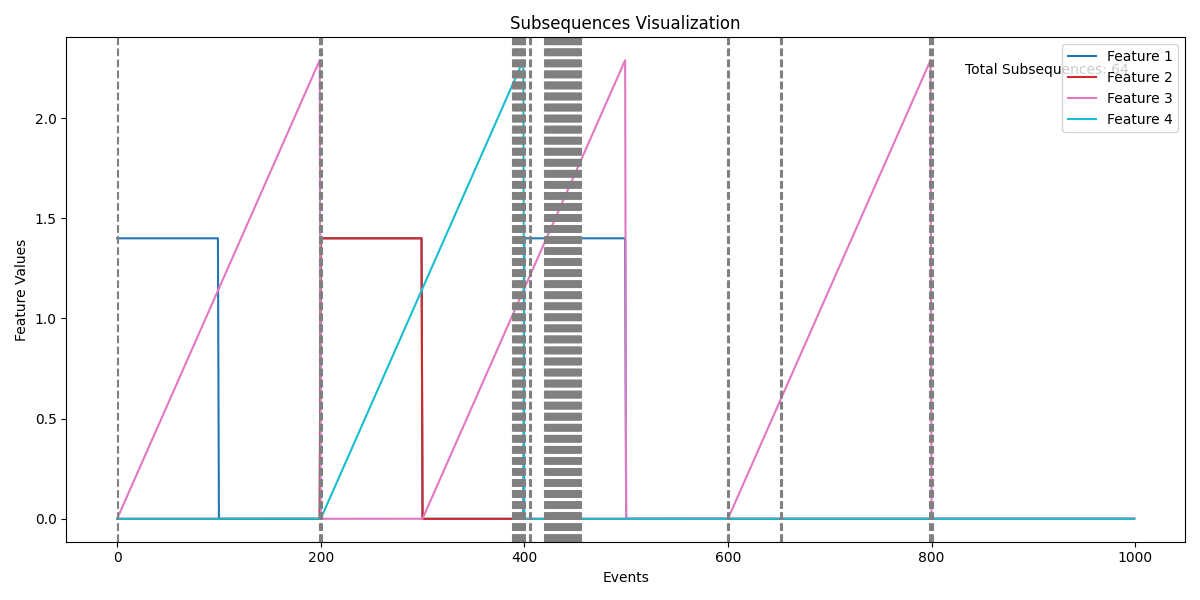 Subsequences Visualization
Feature Values
2.0
1.5
1.0
0.5
0.0
Total Subsequences: 64
Feature 1
Feature 2
Feature 3
Feature 4
0 200 400 600 800 1000
Events